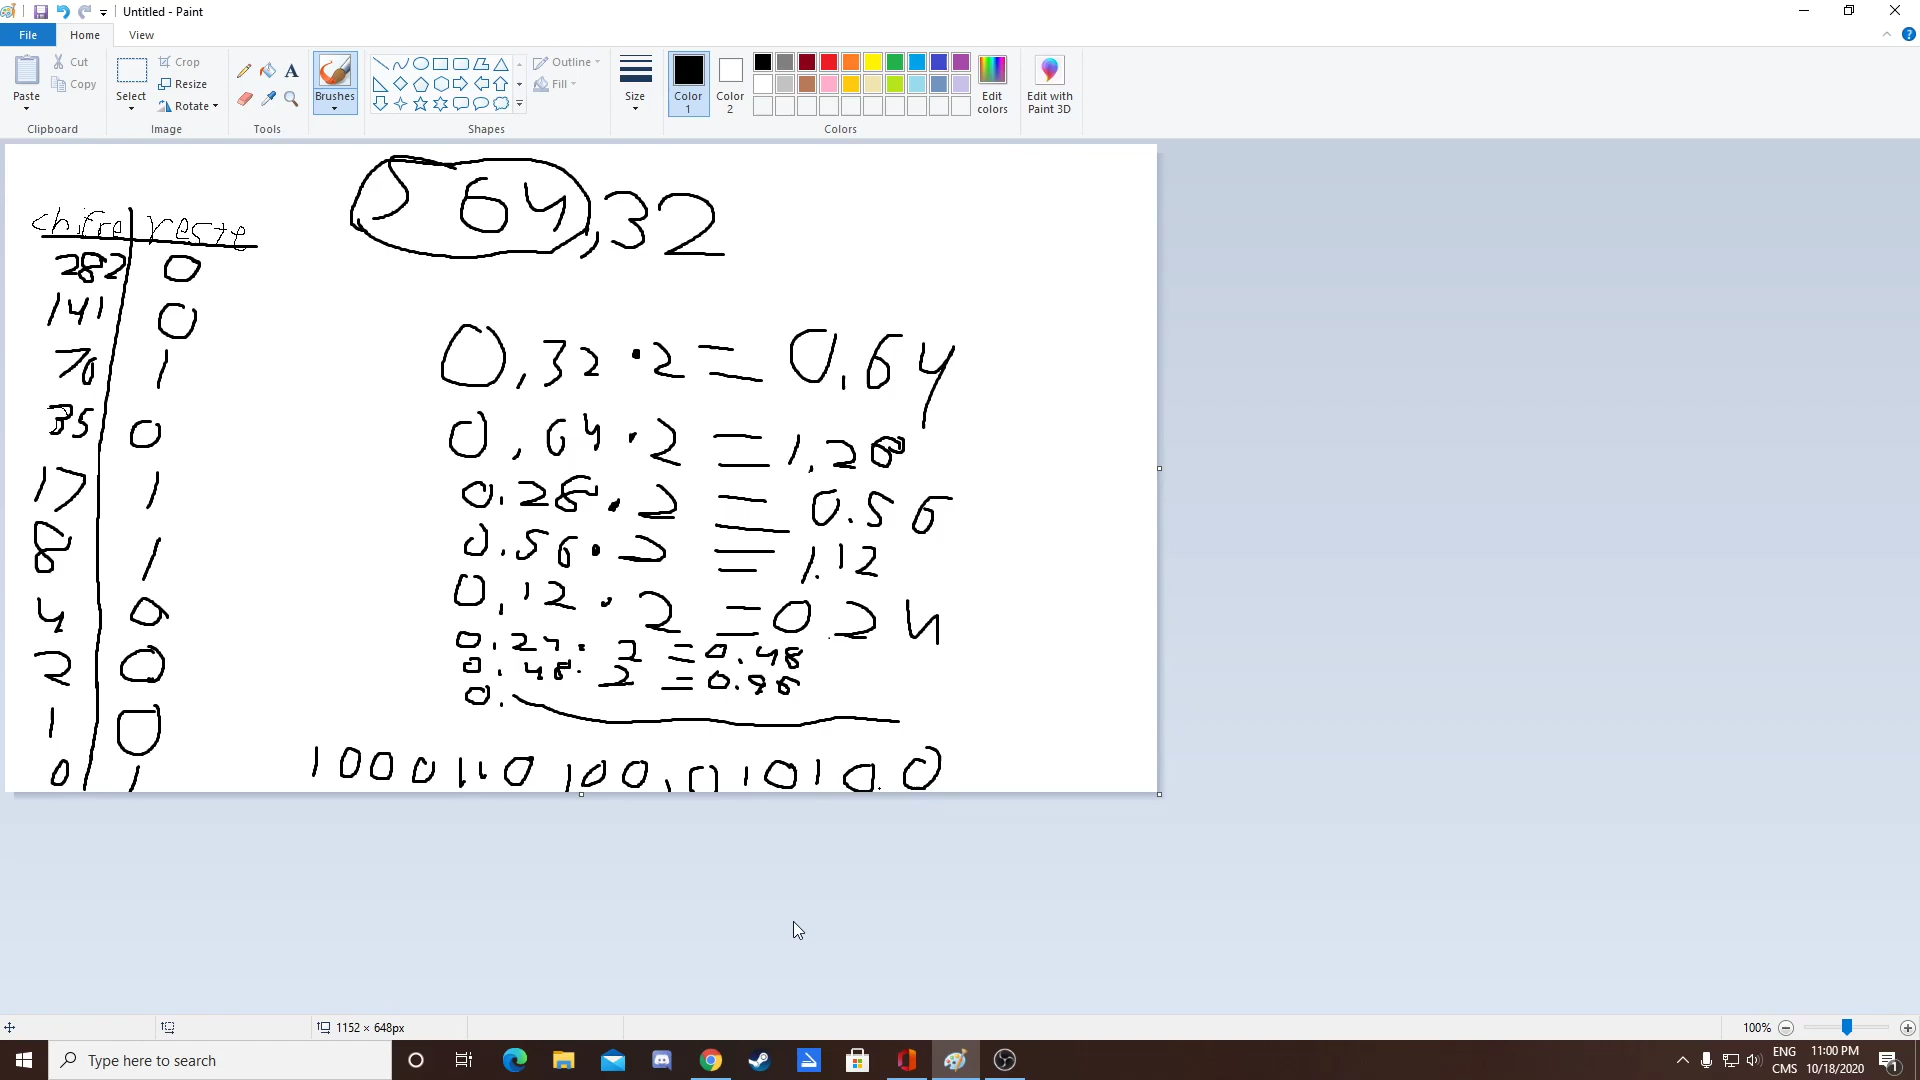 Untitled - Paint
File Home View
Paste
Cut
Copy
Clipboard
Select
Crop
Resize
Rotate
Image
Tools
Brushes
Outline
Fill
Shapes
Size
Color 1
Color 2
Edit colors
Colors
Edit with Paint 3D
564,32
chifre reste
282 0
141 0
70 1
35 0
17 1
8 1
4 0
2 0
1 0
0 1
0,32 · 2 = 0,64
0,64 · 2 = 1.28
0.28 · 2 = 0.56
0.56 · 2 = 1.12
0,12 · 2 = 0.24
0.24 · 2 = 0.48
0.48 · 2 = 0.96
0.
1000110100,0101000
1152 × 648px
100%
Type here to search
ENG
CMS
11:00 PM
10/18/2020
1